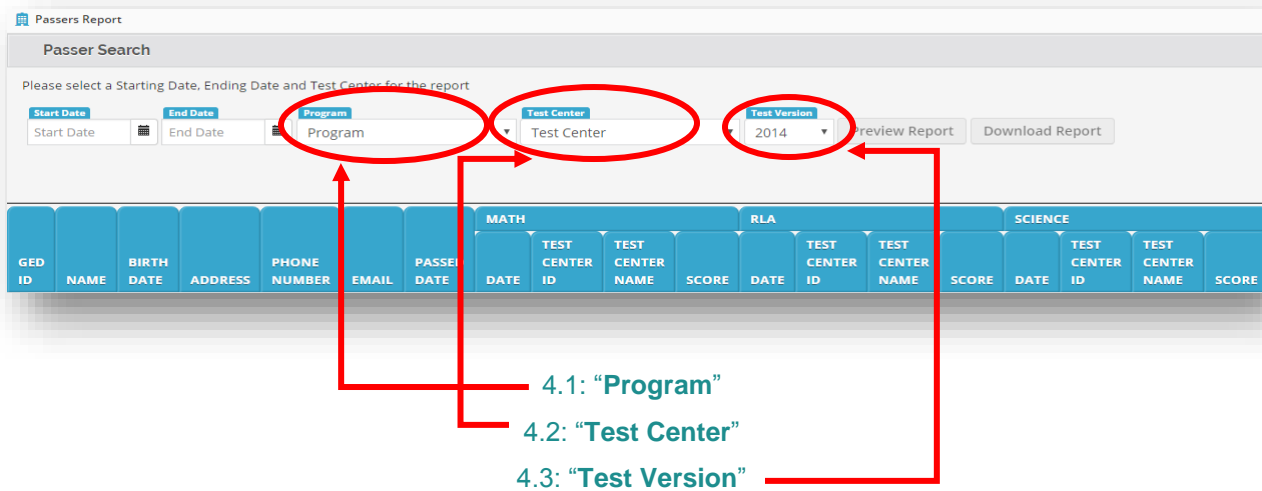 Passers Report
Passer Search
Please select a Starting Date, Ending Date and Test Center for the report
Start Date End Date Program Test Center Test Version
Start Date End Date Program Test Center 2014 Preview Report Download Report
MATH RLA SCIENCE
GED ID NAME BIRTH DATE ADDRESS PHONE NUMBER EMAIL PASSED DATE DATE TEST CENTER ID TEST CENTER NAME SCORE DATE TEST CENTER ID TEST CENTER NAME SCORE DATE TEST CENTER ID TEST CENTER NAME SCORE
4.1: “Program”
4.2: “Test Center”
4.3: “Test Version”